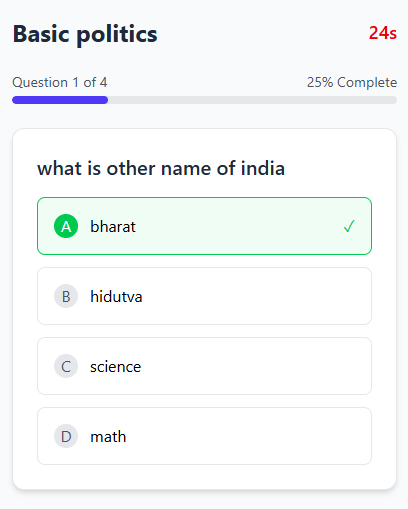 Basic politics 24s
Question 1 of 4 25% Complete
what is other name of india
A bharat ✓
B hidutva
C science
D math